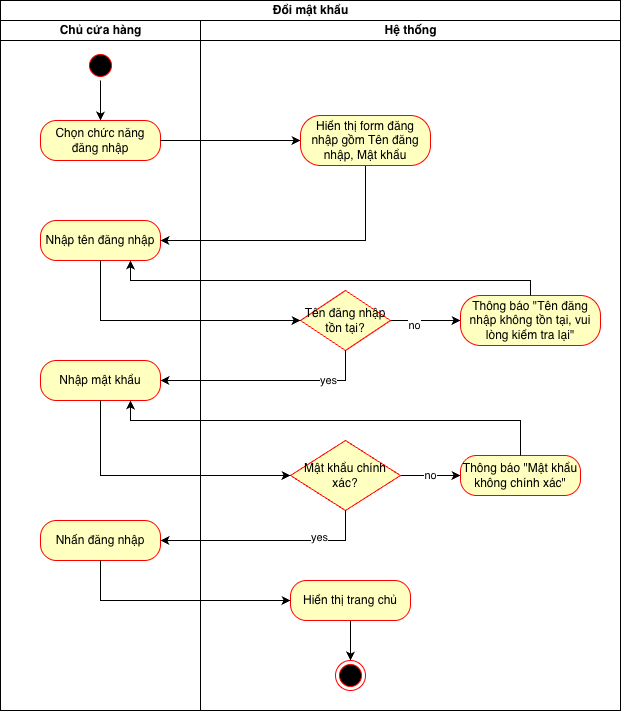 Đổi mật khẩu
Chủ cửa hàng
Hệ thống
Chọn chức năng
đăng nhập
Hiển thị form đăng
nhập gồm Tên đăng
nhập, Mật khẩu
Nhập tên đăng nhập
Tên đăng nhập
tồn tại?
no
Thông báo "Tên đăng
nhập không tồn tại, vui
lòng kiểm tra lại"
yes
Nhập mật khẩu
Mật khẩu chính
xác?
no
Thông báo "Mật khẩu
không chính xác"
yes
Nhấn đăng nhập
Hiển thị trang chủ